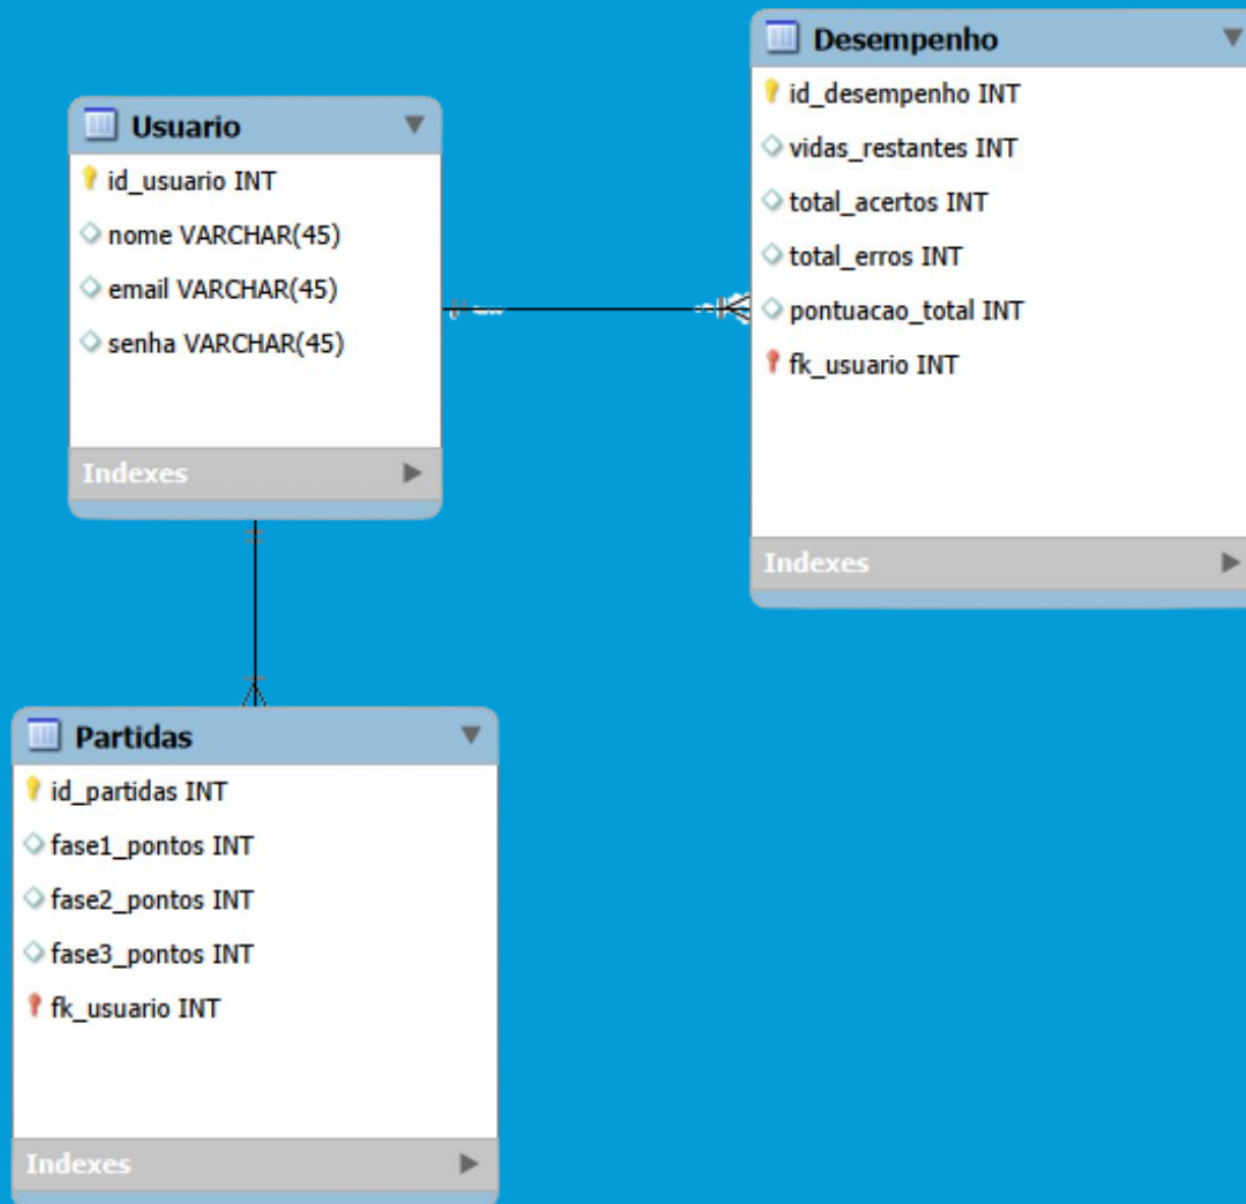 Usuario
id_usuario INT
nome VARCHAR(45)
email VARCHAR(45)
senha VARCHAR(45)
Indexes
Desempenho
id_desempenho INT
vidas_restantes INT
total_acertos INT
total_erros INT
pontuacao_total INT
fk_usuario INT
Indexes
Partidas
id_partidas INT
fase1_pontos INT
fase2_pontos INT
fase3_pontos INT
fk_usuario INT
Indexes